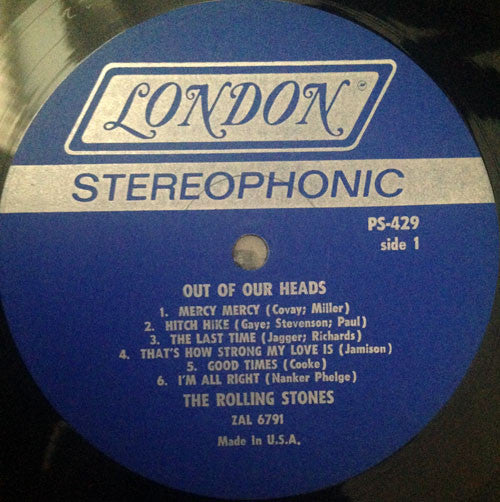 LONDON
STEREOPHONIC
PS-429
side 1
OUT OF OUR HEADS
1. MERCY MERCY (Covay; Miller)
2. HITCH HIKE (Gaye; Stevenson; Paul)
3. THE LAST TIME (Jagger; Richards)
4. THAT'S HOW STRONG MY LOVE IS (Jamison)
5. GOOD TIMES (Cooke)
6. I'M ALL RIGHT (Nanker Phelge)
THE ROLLING STONES
ZAL 6791
Made In U.S.A.